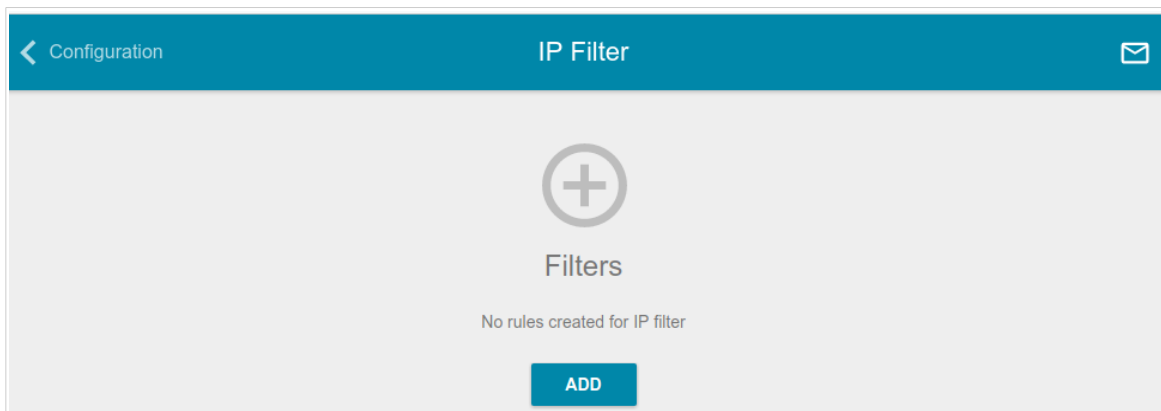 Configuration
IP Filter
Filters
No rules created for IP filter
ADD